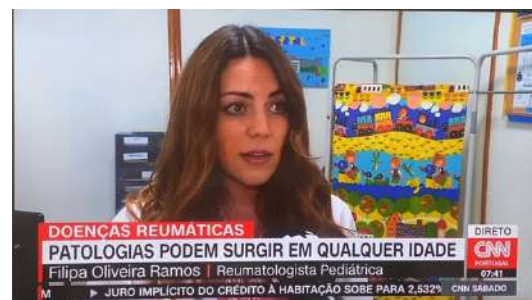 DOENÇAS REUMÁTICAS
DIRETO
PATOLOGIAS PODEM SURGIR EM QUALQUER IDADE
CNN
PORTUGAL
Filipa Oliveira Ramos | Reumatologista Pediátrica
07:41
M ▶ JURO IMPLÍCITO DO CRÉDITO À HABITAÇÃO SOBE PARA 2,532%
CNN SÁBADO